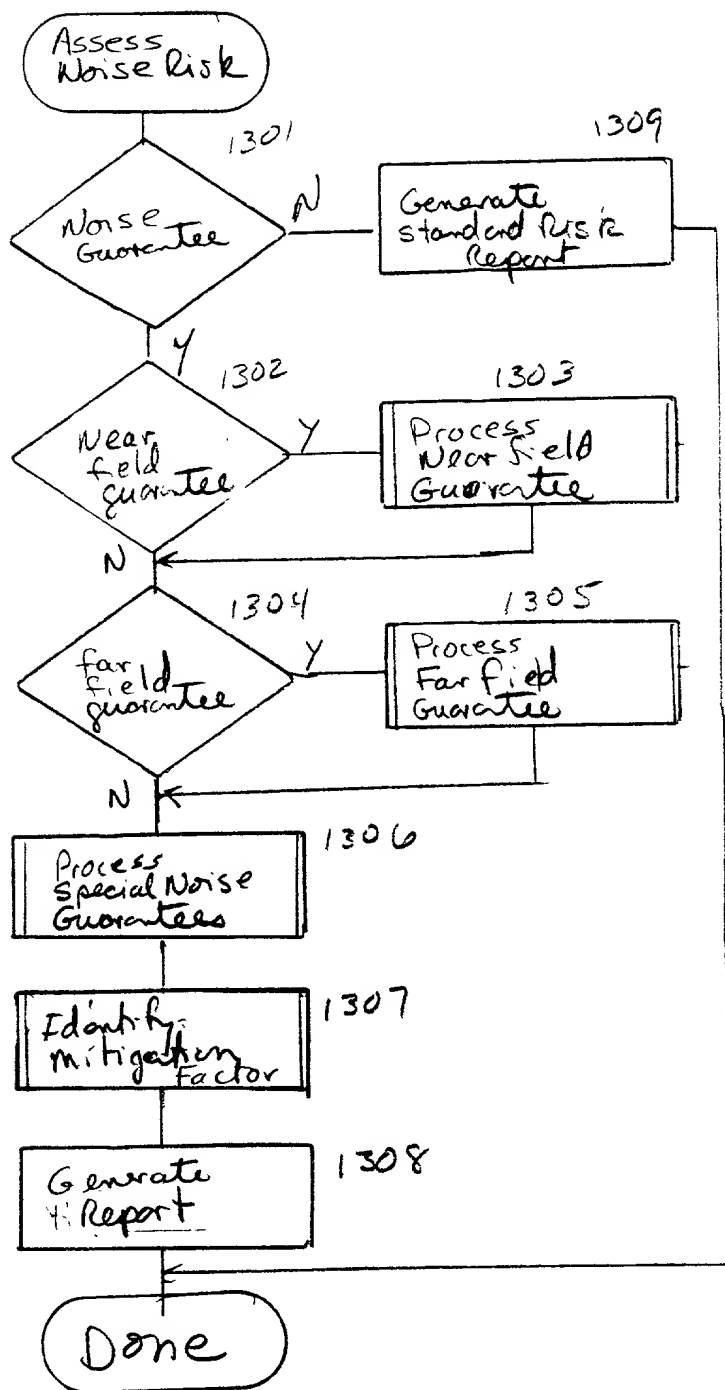 Assess
Noise Risk
1301
Noise
Guarantee
N
1309
Generate
Standard Risk
Report
Y
1302
Near
field
guarantee
Y
1303
Process
Near field
Guarantee
N
1304
far
field
guarantee
Y
1305
Process
Far field
Guarantee
N
1306
Process
Special Noise
Guarantees
1307
Identify
Mitigation
Factor
1308
Generate
Report
Done